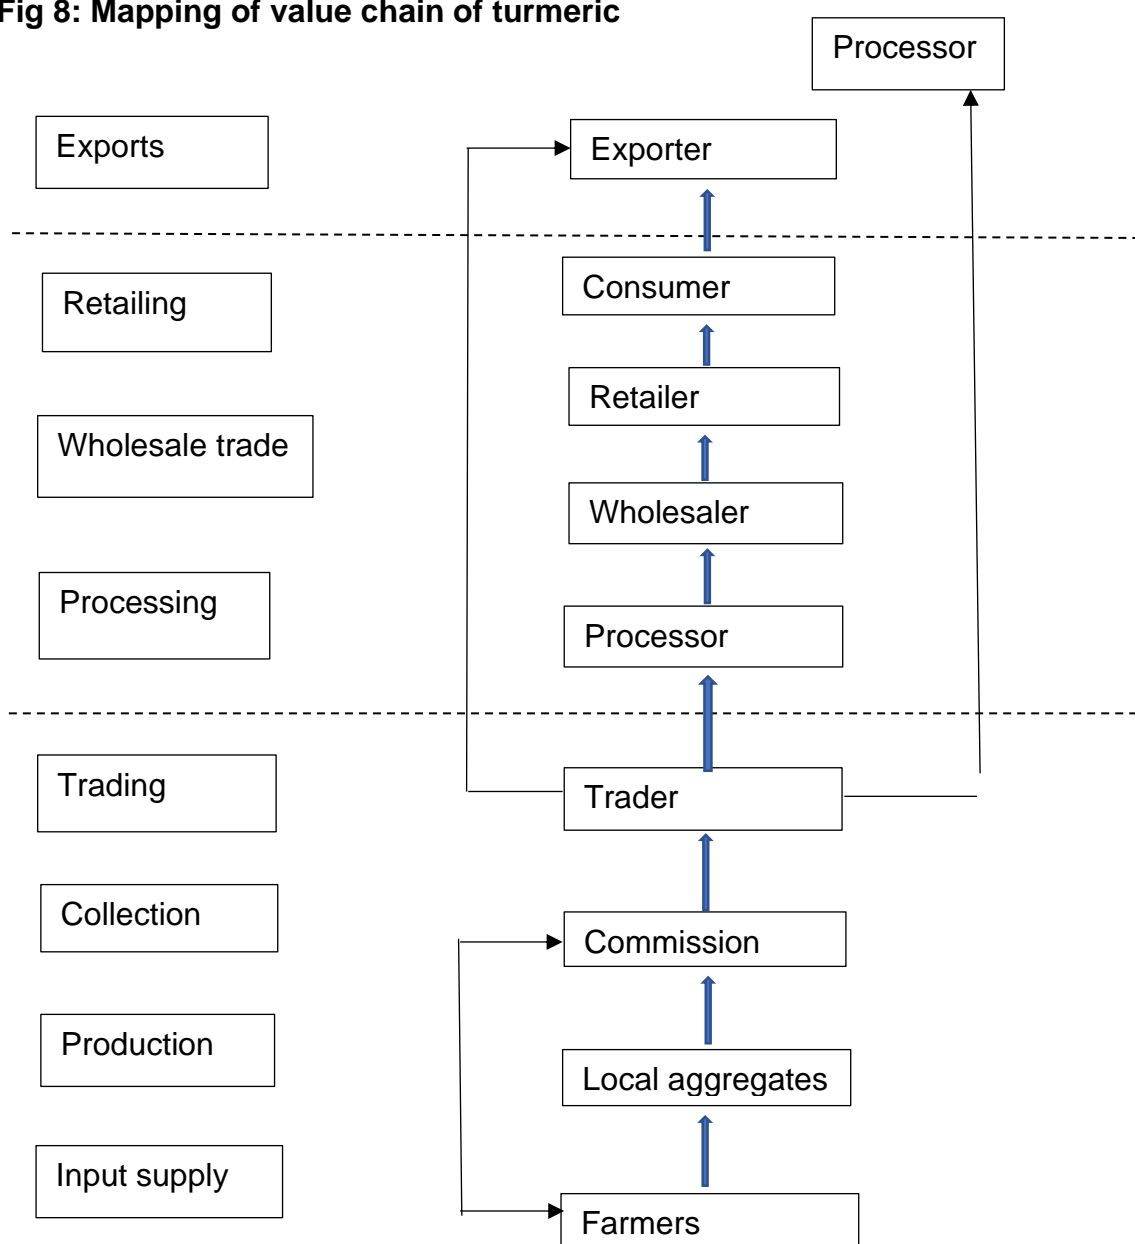 Fig 8: Mapping of value chain of turmeric
Processor
Exports
Exporter
Retailing
Consumer
Retailer
Wholesale trade
Wholesaler
Processing
Processor
Trading
Trader
Collection
Commission
Production
Local aggregates
Input supply
Farmers